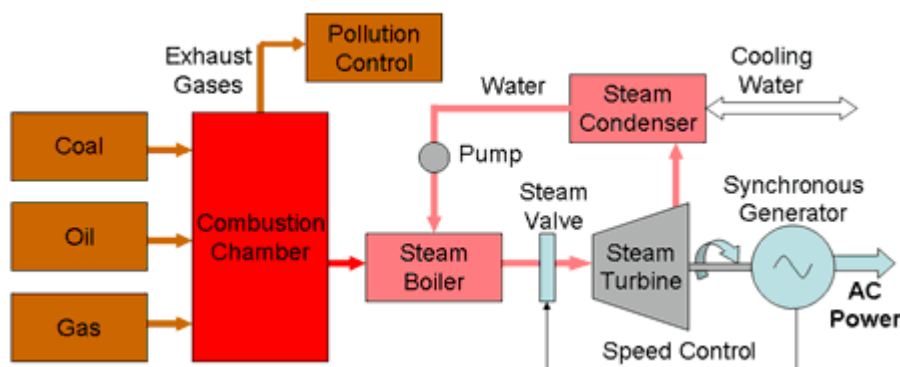 Pollution
Control
Exhaust
Gases
Cooling
Water
Water
Steam
Condenser
Coal
Pump
Steam
Valve
Synchronous
Generator
Oil
Combustion
Chamber
Steam
Boiler
Steam
Turbine
AC
Power
Gas
Speed Control